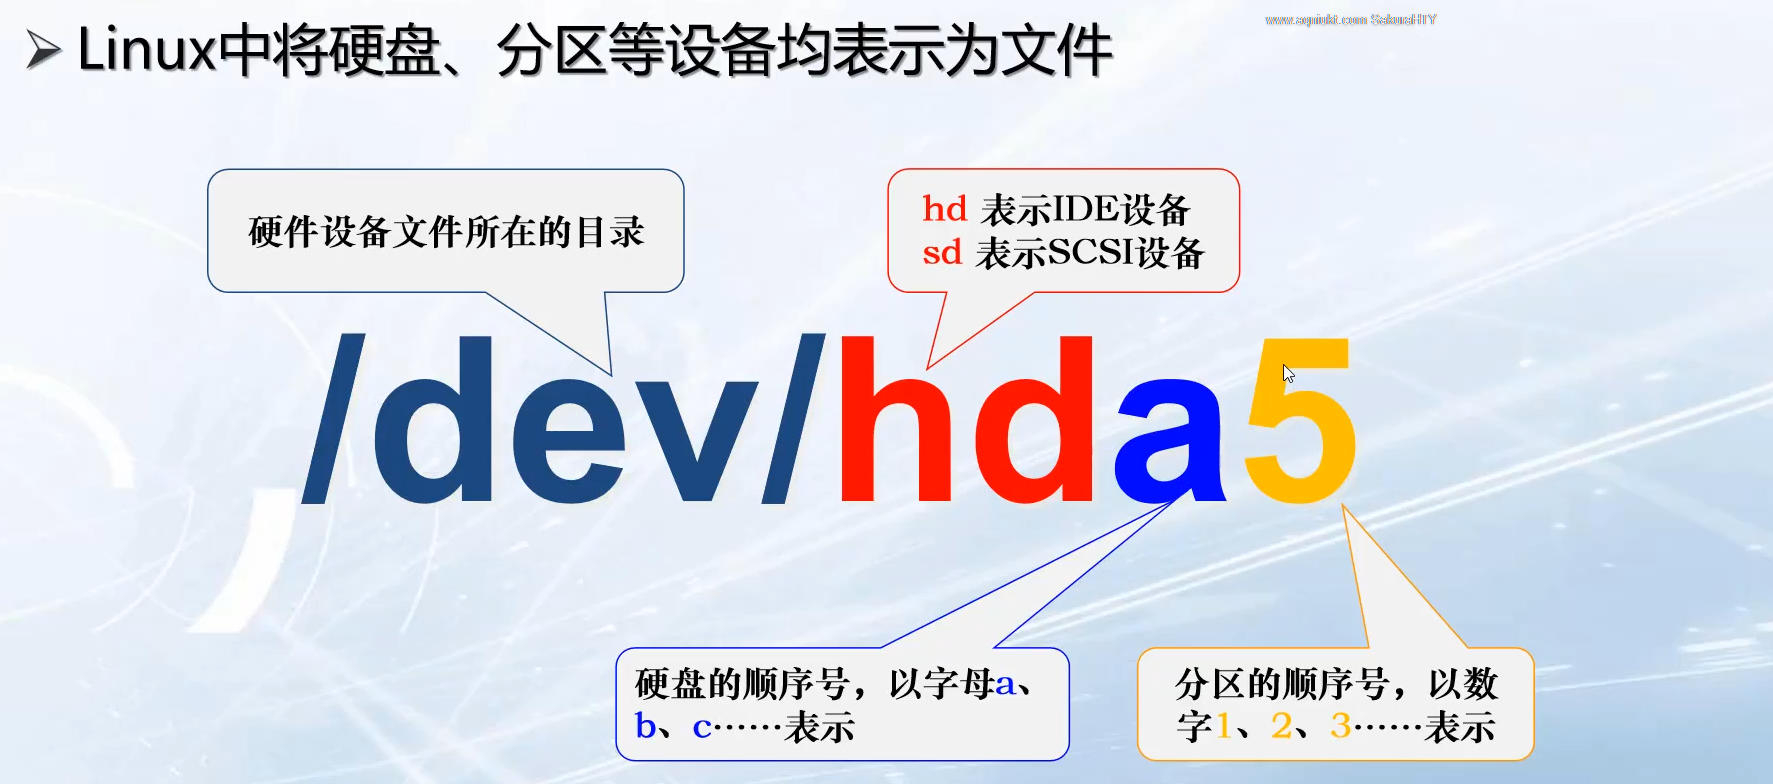 Linux中将硬盘、分区等设备均表示为文件
硬件设备文件所在的目录
hd 表示IDE设备
sd 表示SCSI设备
/dev/hda5
硬盘的顺序号，以字母a、
b、c……表示
分区的顺序号，以数
字1、2、3……表示